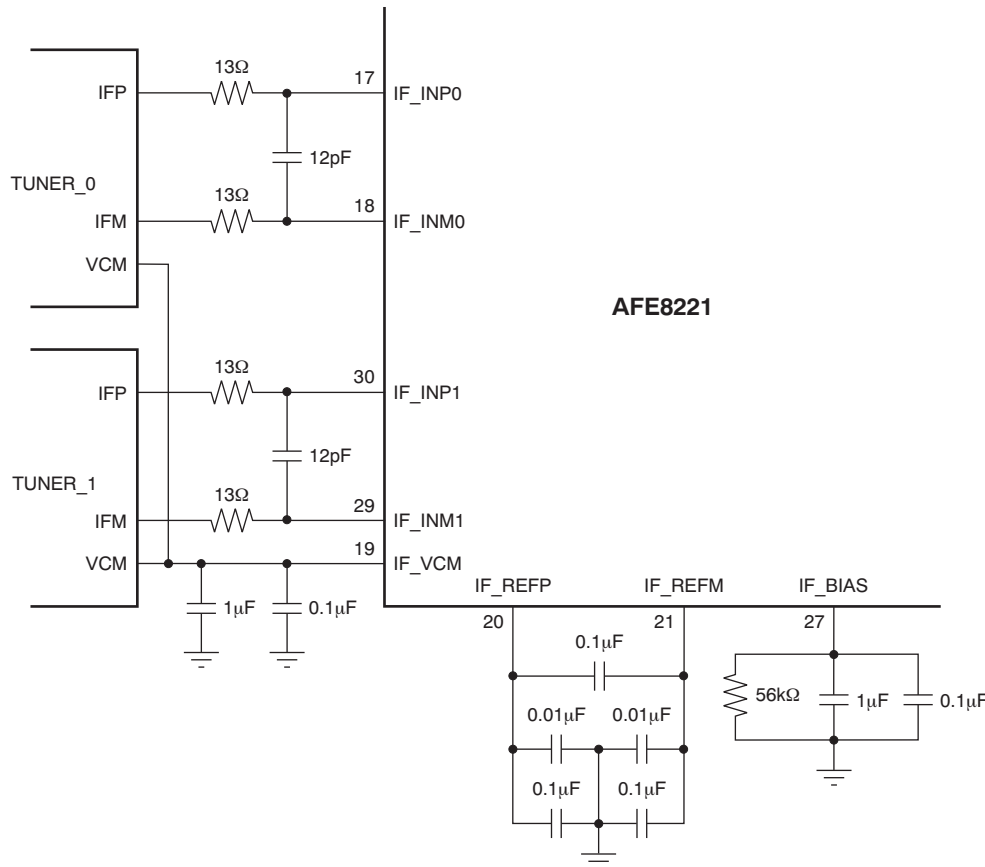 13Ω
17
IFP
IF_INP0
12pF
TUNER_0
13Ω
18
IFM
IF_INM0
VCM
AFE8221
13Ω
30
IFP
IF_INP1
12pF
TUNER_1
13Ω
29
IFM
IF_INM1
19
VCM
IF_VCM
1μF
0.1μF
IF_REFP
IF_REFM
IF_BIAS
20
21
27
0.1μF
56kΩ
1μF
0.1μF
0.01μF
0.01μF
0.1μF
0.1μF